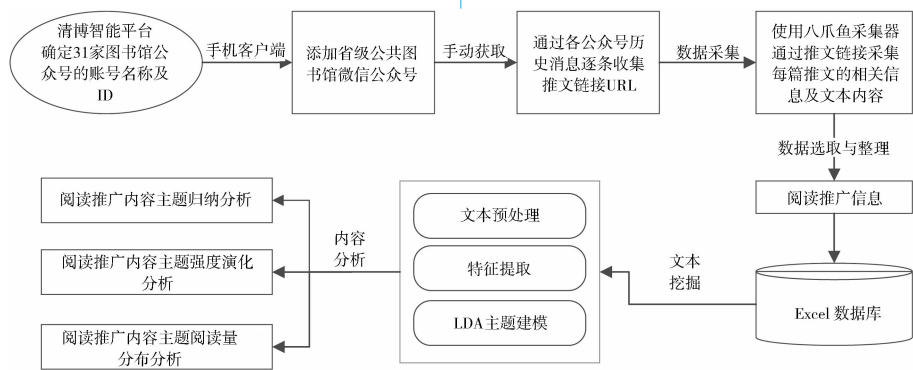 清博智能平台
确定31家图书馆公
众号的账号名称及
ID
手机客户端
添加省级公共图
书馆微信公众号
手动获取
通过各公众号历
史消息逐条收集
推文链接URL
数据采集
使用八爪鱼采集器
通过推文链接采集
每篇推文的相关信
息及文本内容
数据选取与整理
阅读推广信息
Excel 数据库
文本
挖掘
文本预处理
特征提取
LDA主题建模
内容
分析
阅读推广内容主题归纳分析
阅读推广内容主题强度演化
分析
阅读推广内容主题阅读量
分布分析